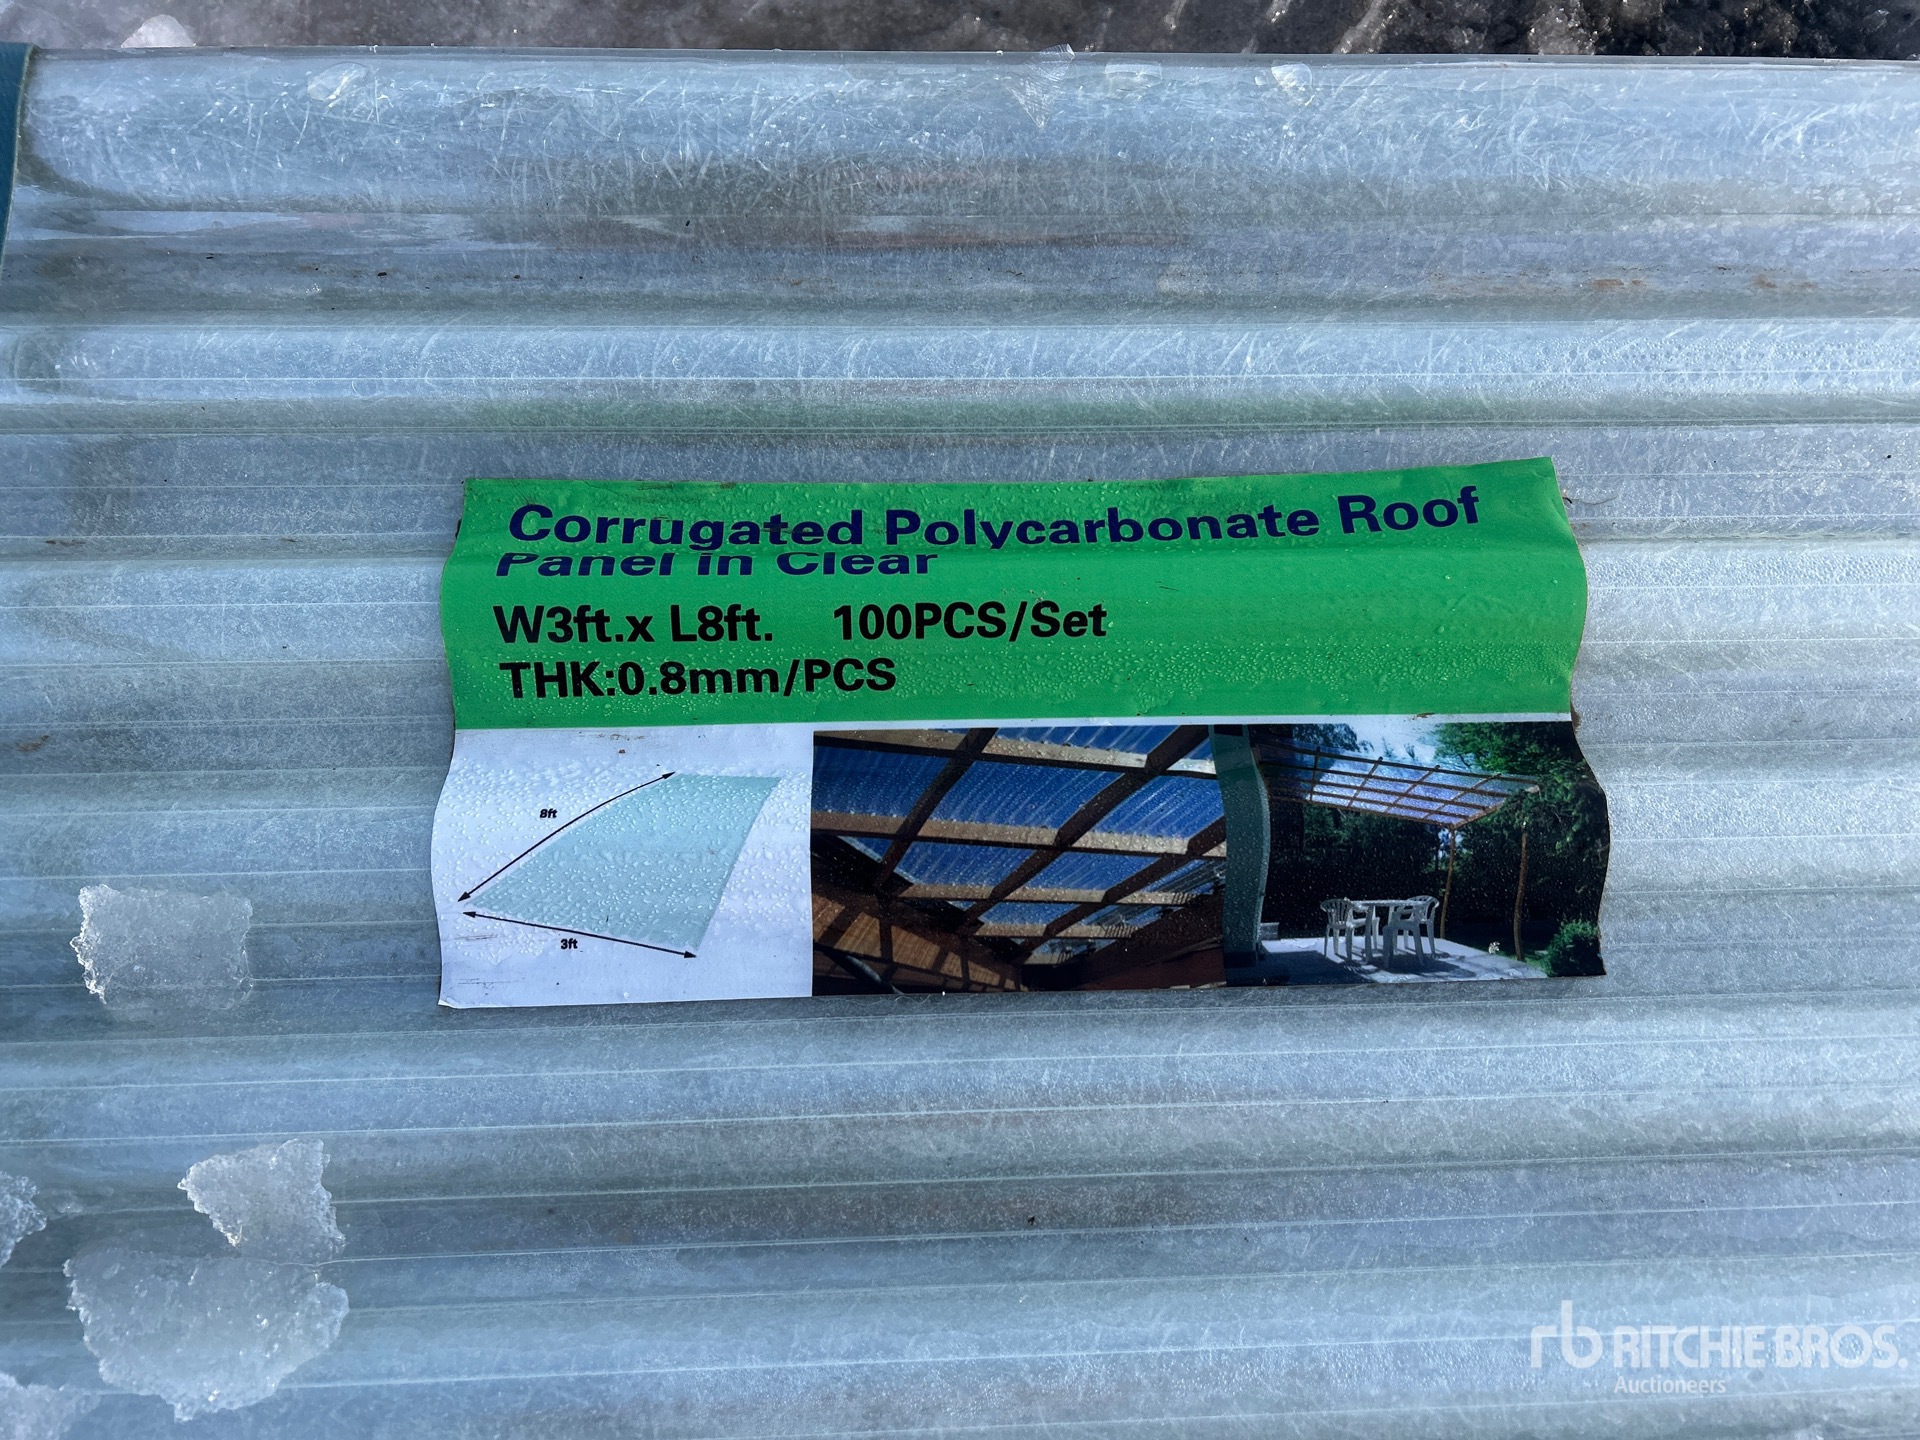 Corrugated Polycarbonate Roof
Panel in Clear
W3ft.x L8ft. 100PCS/Set
THK:0.8mm/PCS
8ft
3ft
rb RITCHIE BROS.
Auctioneers